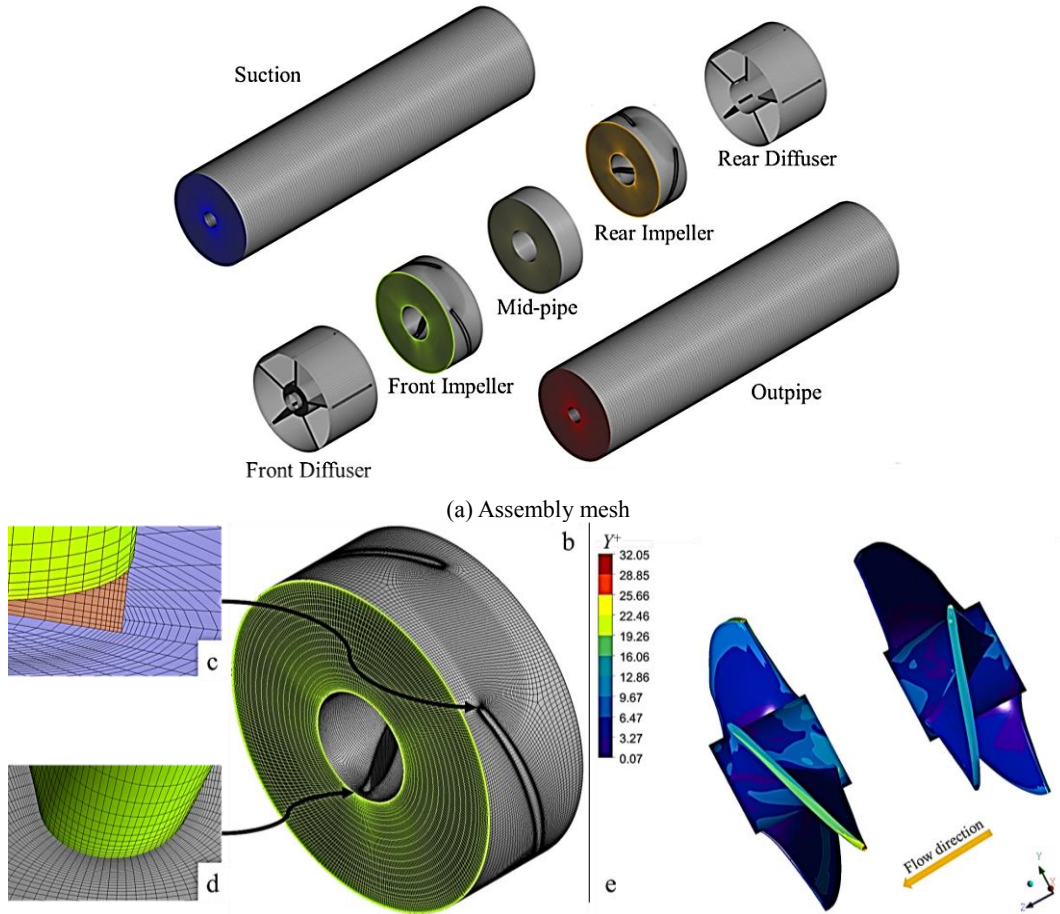 Suction
Rear Diffuser
Rear Impeller
Mid-pipe
Front Impeller
Outpipe
Front Diffuser
(a) Assembly mesh
b
c
d
Y+
32.05
28.85
25.66
22.46
19.26
16.06
12.86
9.67
6.47
3.27
0.07
Flow direction
e
Y
X
Z